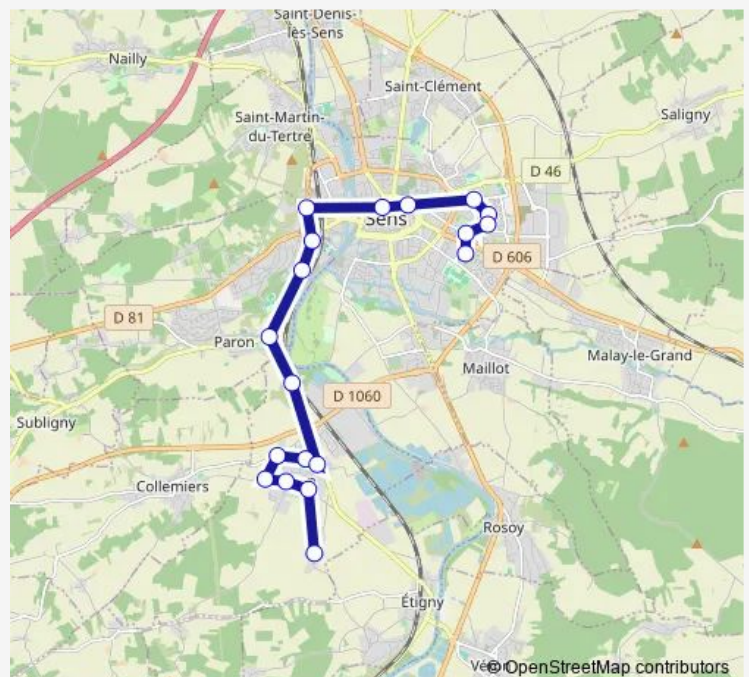 Saint-Denis-
lès-Sens
Nailly
Saint-Clément
Saligny
Saint-Martin-
du-Tertre
D 46
Sens
D 606
D 81
Paron
Malay-le-Grand
Maillot
D 1060
Subligny
Collemiers
Rosoy
Étigny
© OpenStreetMap contributors